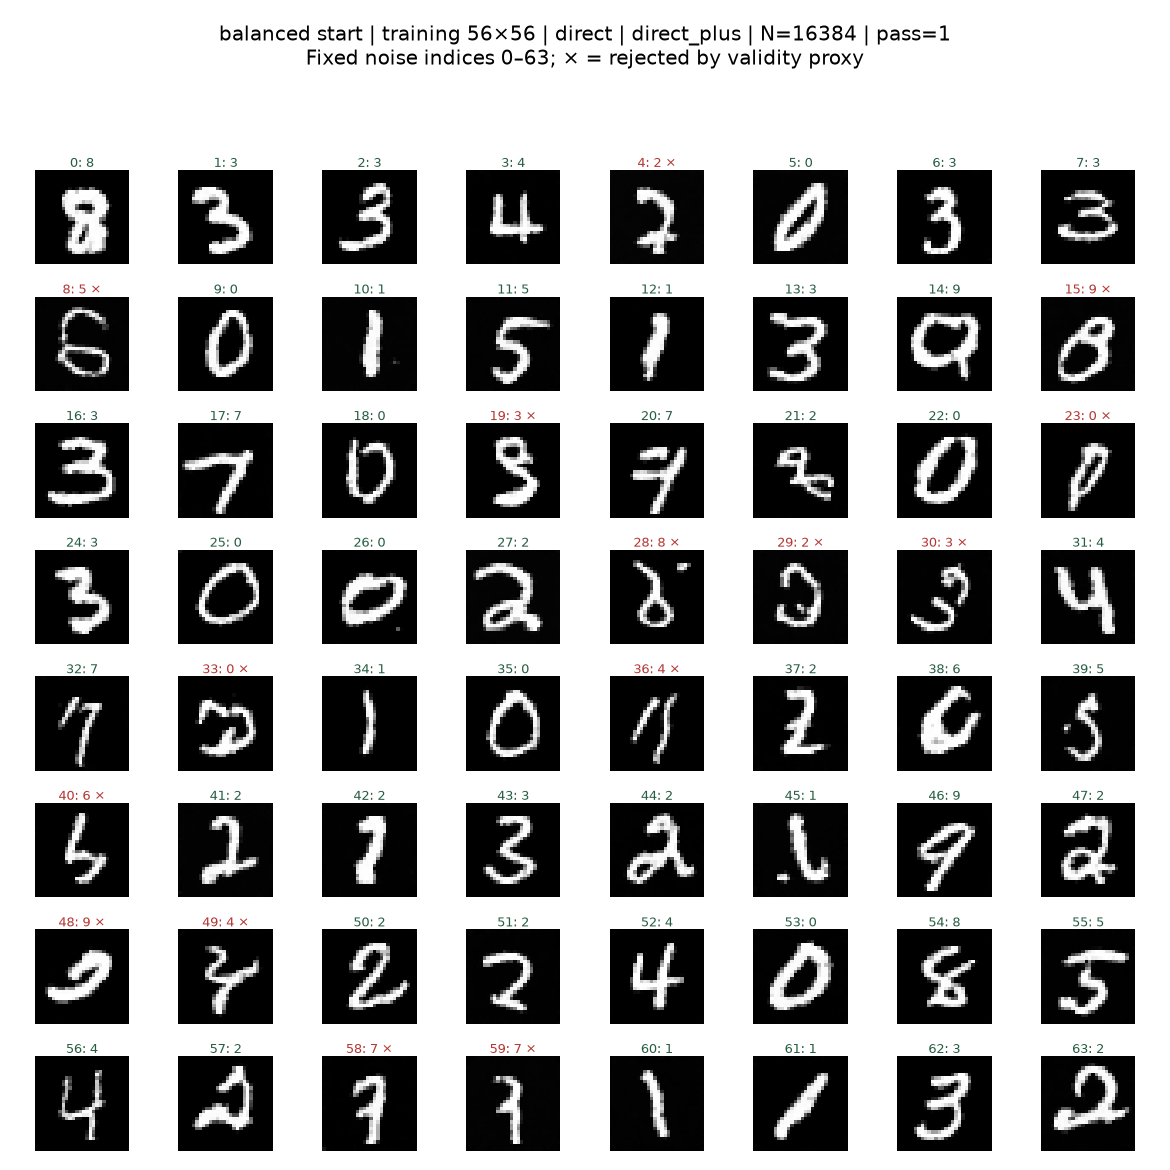 balanced start | training 56×56 | direct | direct_plus | N=16384 | pass=1
Fixed noise indices 0–63; × = rejected by validity proxy
0: 8 1: 3 2: 3 3: 4 4: 2 × 5: 0 6: 3 7: 3
8: 5 × 9: 0 10: 1 11: 5 12: 1 13: 3 14: 9 15: 9 ×
16: 3 17: 7 18: 0 19: 3 × 20: 7 21: 2 22: 0 23: 0 ×
24: 3 25: 0 26: 0 27: 2 28: 8 × 29: 2 × 30: 3 × 31: 4
32: 7 33: 0 × 34: 1 35: 0 36: 4 × 37: 2 38: 6 39: 5
40: 6 × 41: 2 42: 2 43: 3 44: 2 45: 1 46: 9 47: 2
48: 9 × 49: 4 × 50: 2 51: 2 52: 4 53: 0 54: 8 55: 5
56: 4 57: 2 58: 7 × 59: 7 × 60: 1 61: 1 62: 3 63: 2